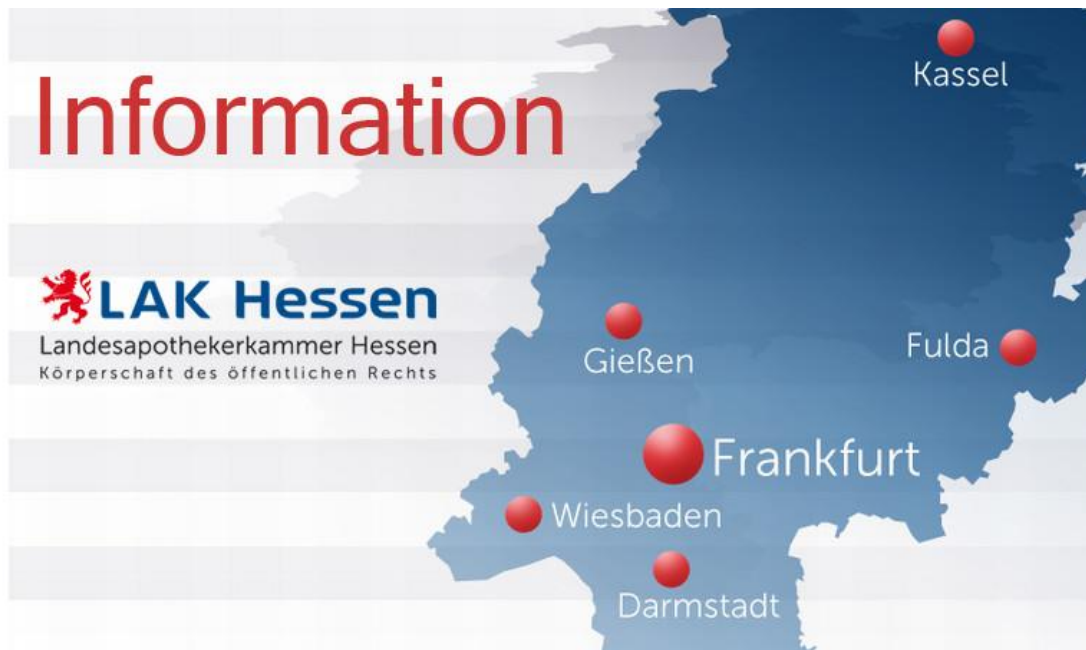 Information
LAK Hessen
Landesapothekerkammer Hessen
Körperschaft des öffentlichen Rechts
Kassel
Gießen
Fulda
Frankfurt
Wiesbaden
Darmstadt